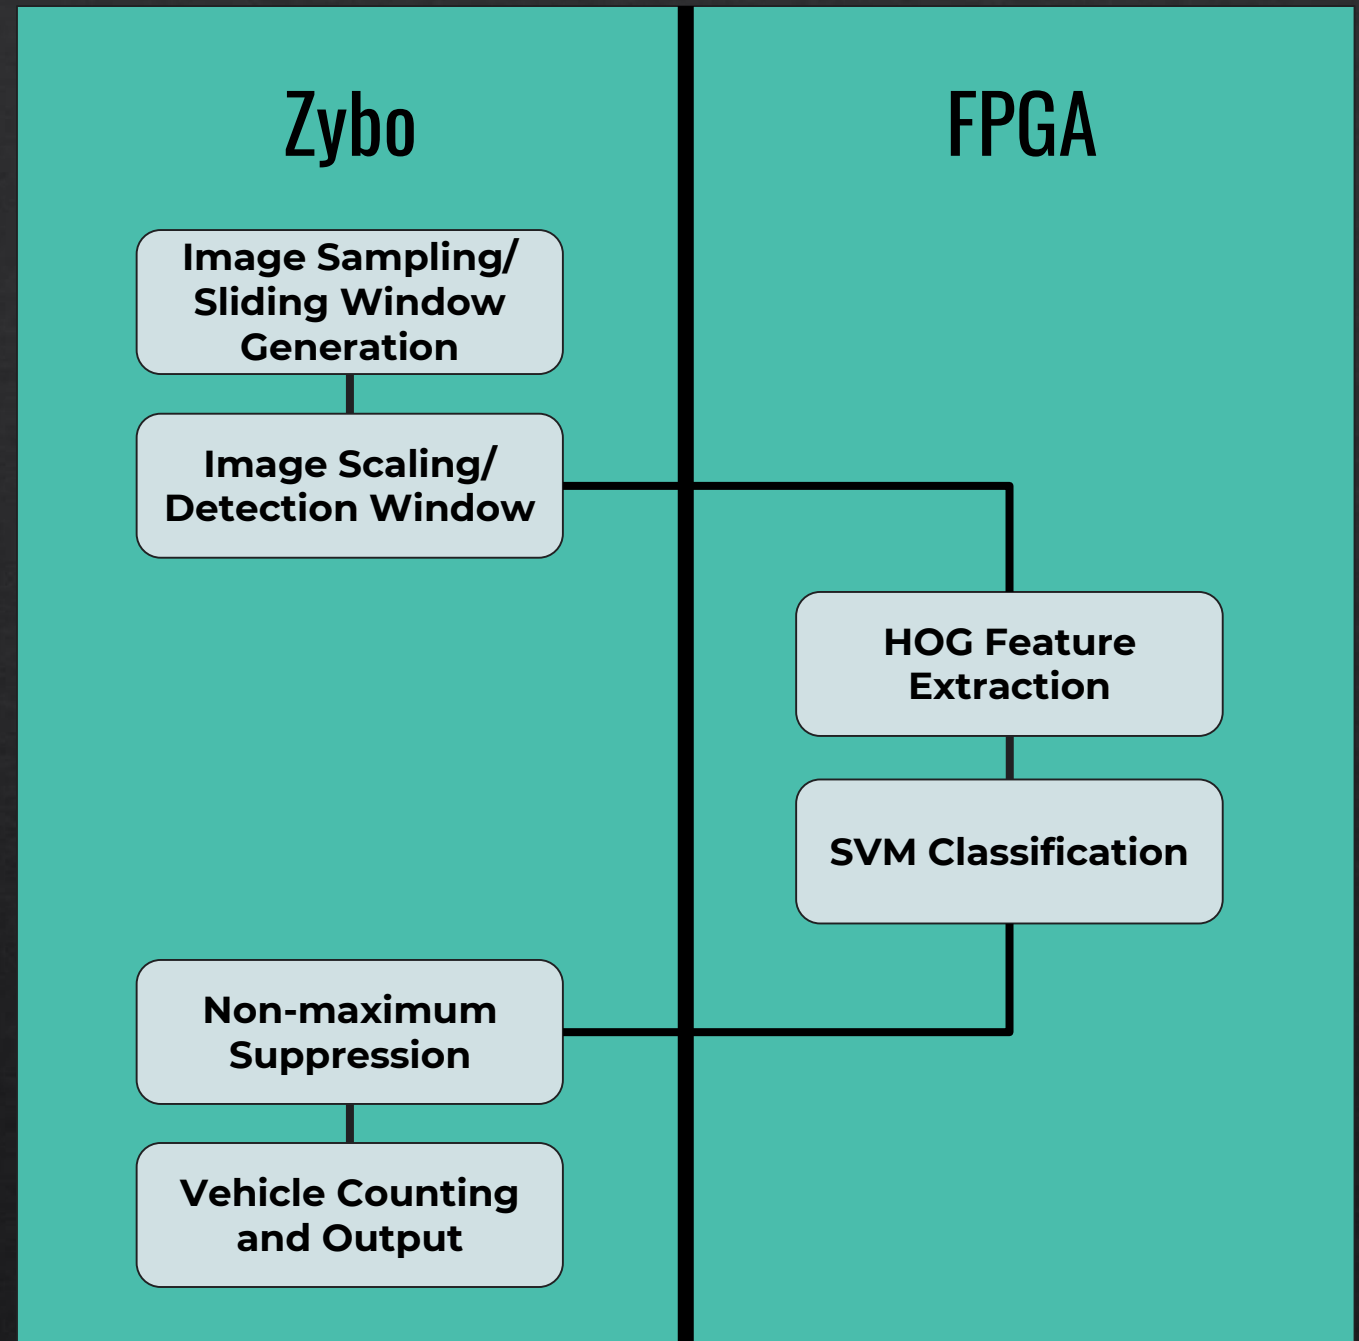 Zybo
FPGA
Image Sampling/
Sliding Window
Generation
Image Scaling/
Detection Window
HOG Feature
Extraction
SVM Classification
Non-maximum
Suppression
Vehicle Counting
and Output